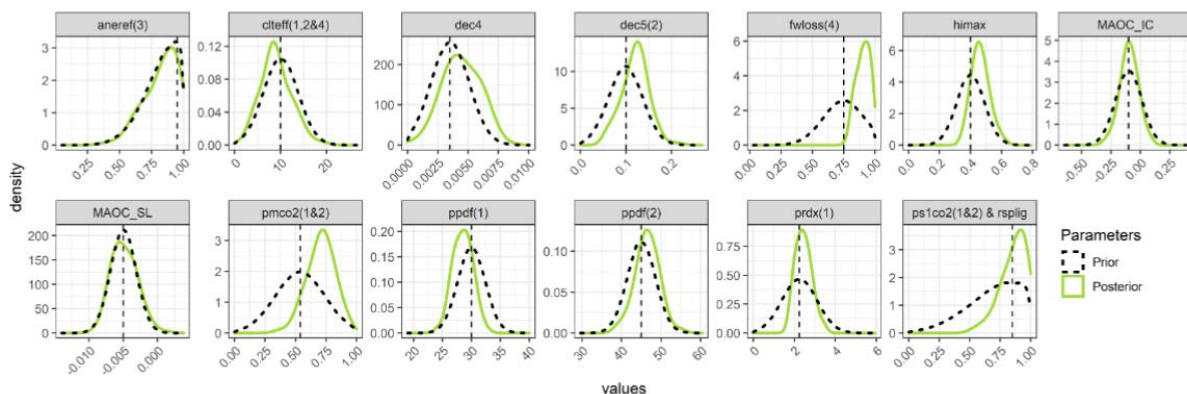 aneref(3) clteff(1,2&4) dec4 dec5(2) fwloss(4) himax MAOC_IC
3 2 1 0
0.12 0.08 0.04 0.00
200 100 0
10 5 0
6 4 2 0
6 4 2 0
5 4 3 2 1 0
0.25 0.50 0.75 1.00
0 10 20
0.0000 0.0025 0.0050 0.0075 0.0100
0.0 0.1 0.2
0.00 0.25 0.50 0.75 1.00
0.0 0.2 0.4 0.6 0.8
-0.50 -0.25 0.00 0.25
density
MAOC_SL pmco2(1&2) ppdf(1) ppdf(2) prdx(1) ps1co2(1&2) & rsplig
200 150 100 50 0
3 2 1 0
0.20 0.15 0.10 0.05 0.00
0.10 0.05 0.00
0.75 0.50 0.25 0.00
3 2 1 0
-0.010 -0.005 0.000
0.00 0.25 0.50 0.75 1.00
20 25 30 35 40
30 40 50 60
0 2 4 6
0.00 0.25 0.50 0.75 1.00
values
Parameters
Prior
Posterior